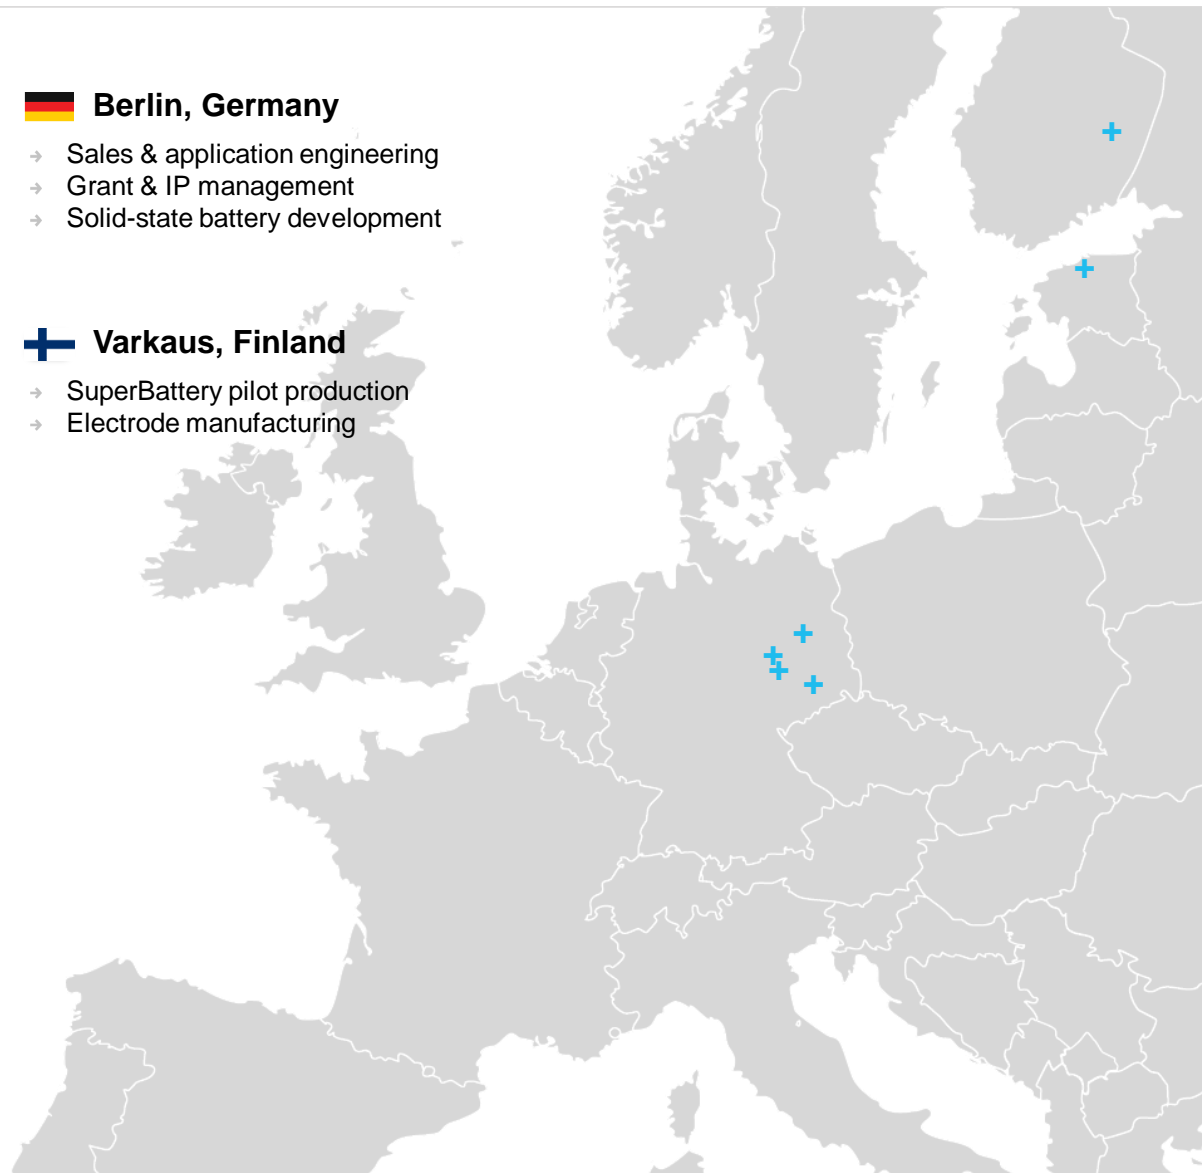 Berlin, Germany
Sales & application engineering
Grant & IP management
Solid-state battery development
Varkaus, Finland
SuperBattery pilot production
Electrode manufacturing